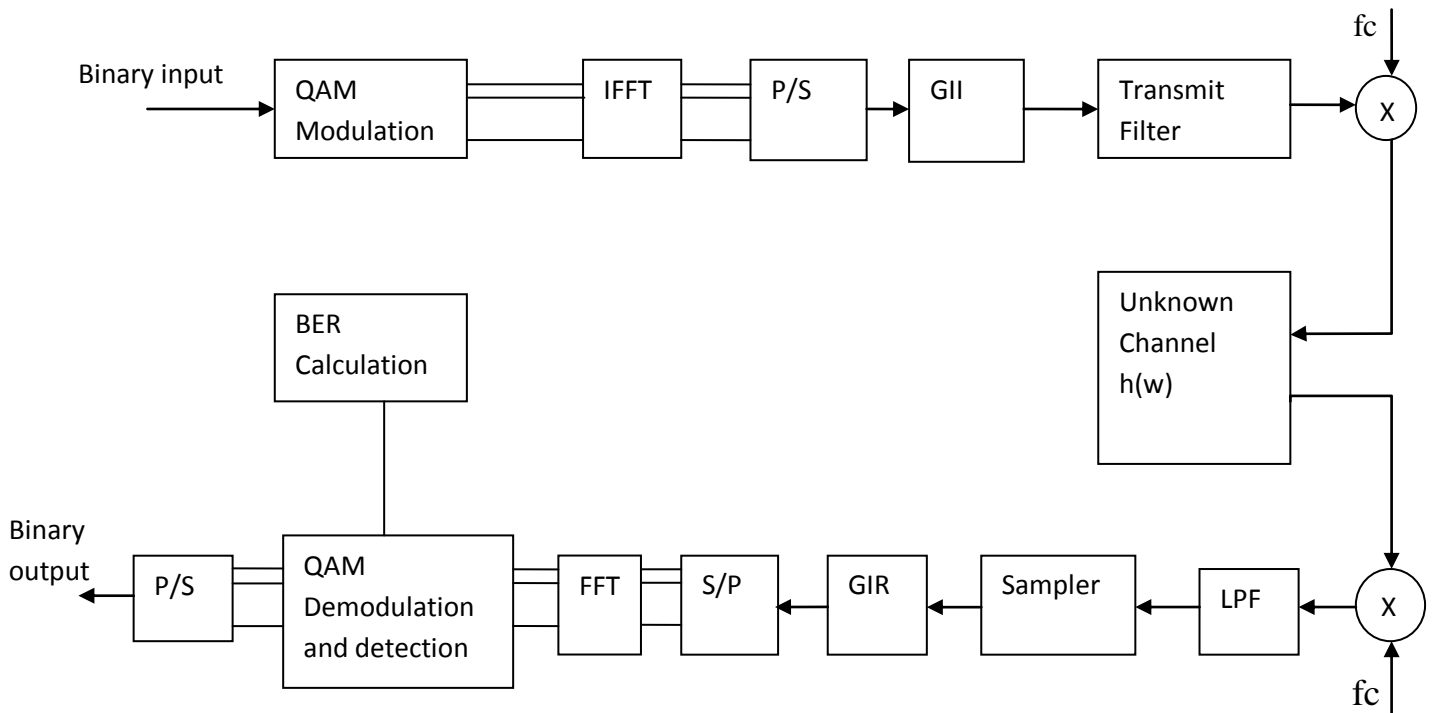 fc
Binary input
QAM
Modulation
IFFT
P/S
GII
Transmit
Filter
X
BER
Calculation
Unknown
Channel
h(w)
Binary
output
P/S
QAM
Demodulation
and detection
FFT
S/P
GIR
Sampler
LPF
X
fc